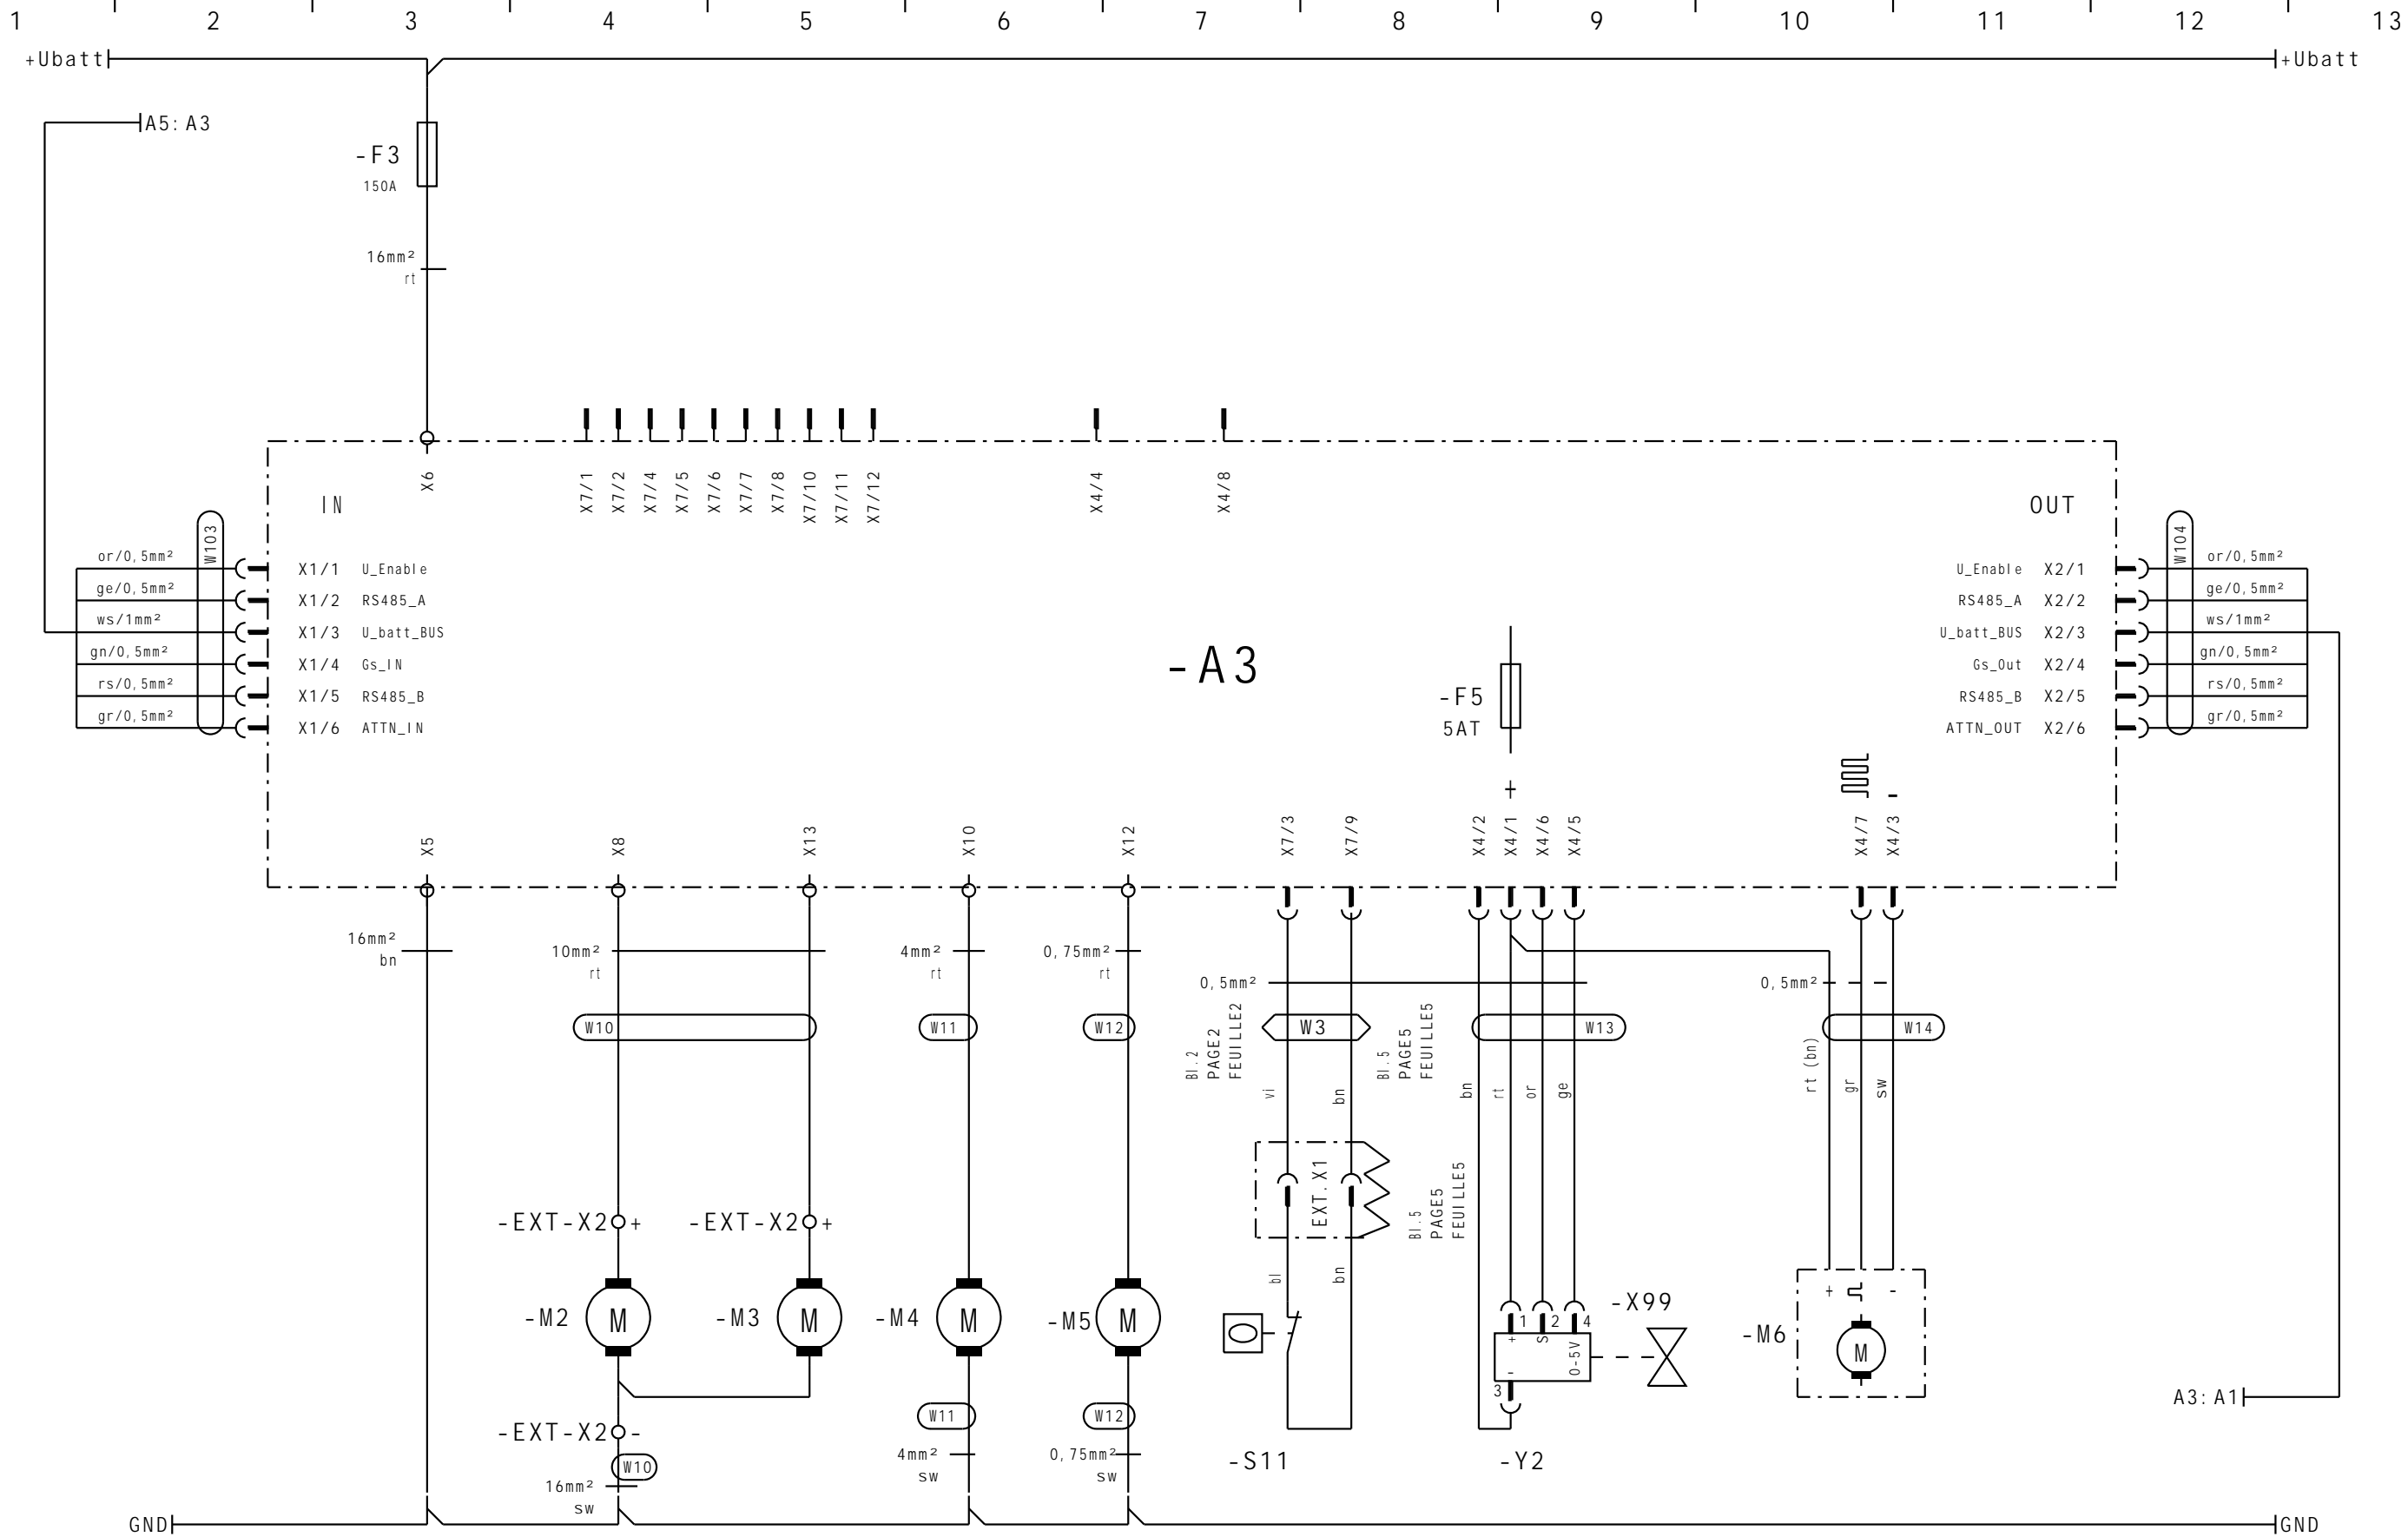 1 2 3 4 5 6 7 8 9 10 11 12 13
+Ubatt +Ubatt
A5:A3
-F3
150A
16mm²
rt
X6
X7/1 X7/2 X7/4 X7/5 X7/6 X7/7 X7/8 X7/10 X7/11 X7/12 X4/4 X4/8
IN OUT
W103
or/0,5mm² X1/1 U_Enable
ge/0,5mm² X1/2 RS485_A
ws/1mm² X1/3 U_batt_BUS
gn/0,5mm² X1/4 Gs_IN
rs/0,5mm² X1/5 RS485_B
gr/0,5mm² X1/6 ATTN_IN
-A3
-F5
5AT
+
W104
U_Enable X2/1 or/0,5mm²
RS485_A X2/2 ge/0,5mm²
U_batt_BUS X2/3 ws/1mm²
Gs_Out X2/4 gn/0,5mm²
RS485_B X2/5 rs/0,5mm²
ATTN_OUT X2/6 gr/0,5mm²
-
X5 X8 X13 X10 X12 X7/3 X7/9 X4/2 X4/1 X4/6 X4/5 X4/7 X4/3
16mm²
bn
10mm²
rt
4mm²
rt
0,75mm²
rt
0,5mm²
0,5mm²
W10 W11 W12 W3 W13 W14
Bl.2
PAGE2
FEUILLE2
Bl.5
PAGE5
FEUILLE5
vi bn bn rt or ge rt (bn) gr sw
EXT.X1
Bl.5
PAGE5
FEUILLE5
-EXT-X2 + -EXT-X2 +
bl bn
-M2 M -M3 M -M4 M -M5 M
-X99
1 2 4
+ S 0-5V
-
3
+ -
-M6 M
W11 W12
-EXT-X2 -
W10
16mm²
sw
4mm²
sw
0,75mm²
sw
-S11 -Y2
A3:A1
GND GND